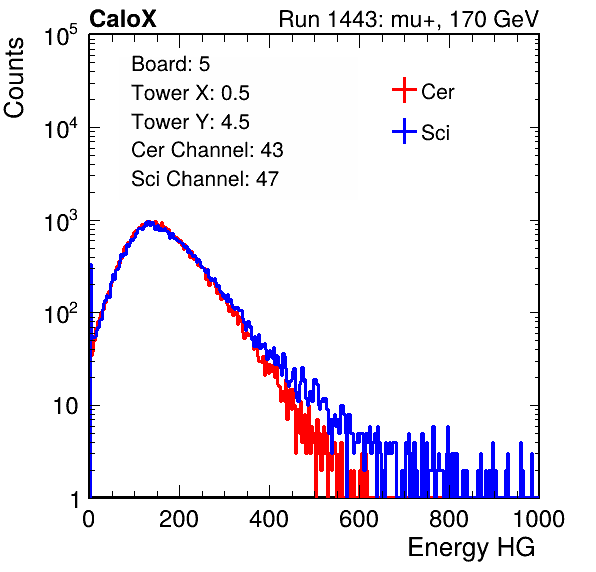 CaloX Run 1443: mu+, 170 GeV
Board: 5
Tower X: 0.5
Tower Y: 4.5
Cer Channel: 43
Sci Channel: 47
Cer
Sci
Counts
10^5
10^4
10^3
10^2
10
1
0 200 400 600 800 1000
Energy HG